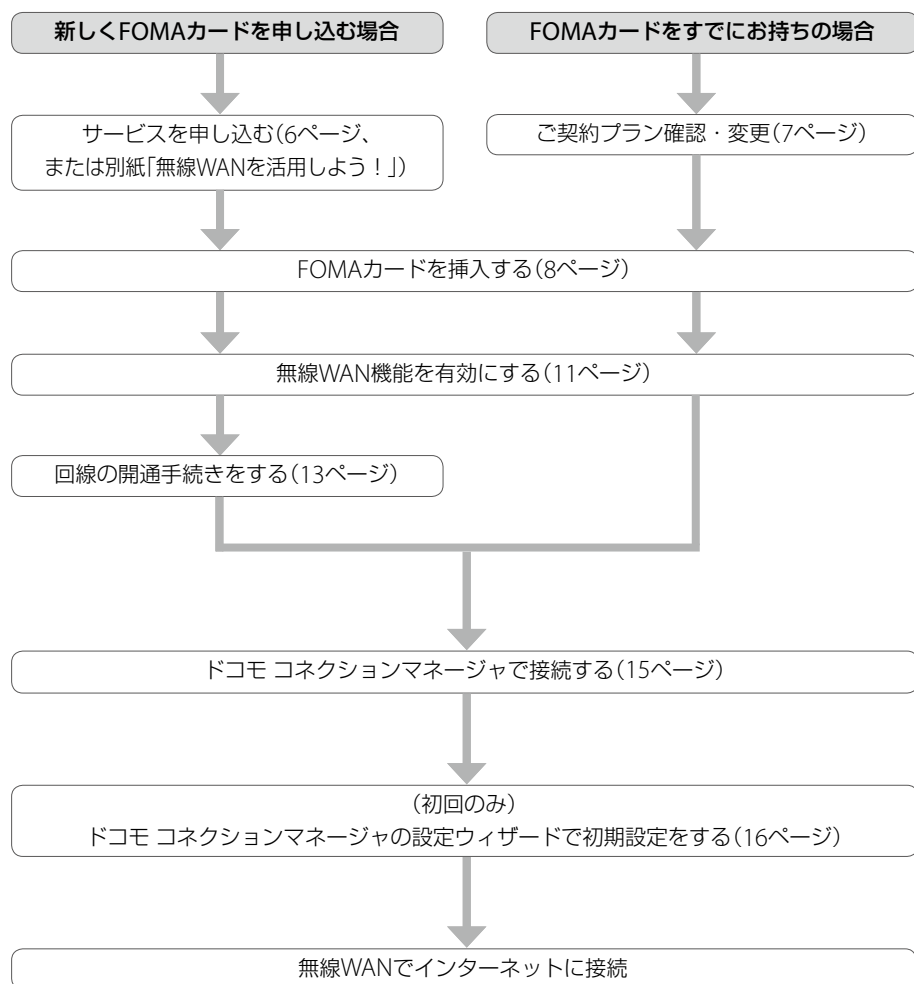 新しくFOMAカードを申し込む場合
FOMAカードをすでにお持ちの場合
サービスを申し込む(6ページ、
または別紙「無線WANを活用しよう!」)
ご契約プラン確認・変更(7ページ)
FOMAカードを挿入する(8ページ)
無線WAN機能を有効にする(11ページ)
回線の開通手続きをする(13ページ)
ドコモ コネクションマネージャで接続する(15ページ)
(初回のみ)
ドコモ コネクションマネージャの設定ウィザードで初期設定をする(16ページ)
無線WANでインターネットに接続